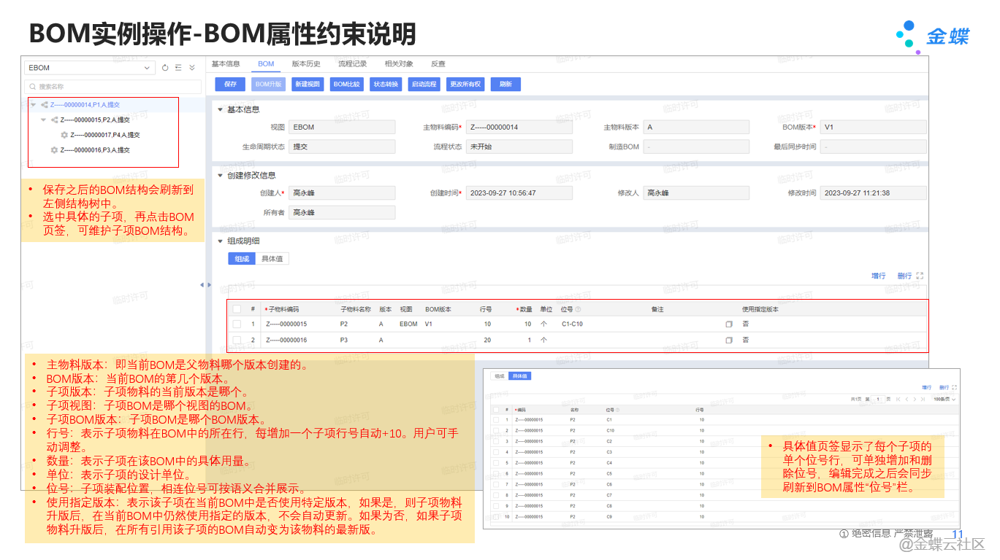 BOM实例操作-BOM属性约束说明
金蝶
EBOM
搜索名称
Z-----00000014,P1,A,提交
Z-----00000015,P2,A,提交
Z-----00000017,P4,A,提交
Z-----00000016,P3,A,提交
• 保存之后的BOM结构会刷新到
左侧结构树中。
• 选中具体的子项，再点击BOM
页签，可维护子项BOM结构。
基本信息 BOM 版本历史 流程记录 相关对象 反查
保存 BOM升版 新建视图 BOM比较 状态转换 启动流程 更改所有权 刷新
基本信息
视图 EBOM 主物料编码* Z-----00000014 主物料版本 A BOM版本* V1
生命周期状态 提交 流程状态 未开始 制造BOM - 最后同步时间 -
创建修改信息
创建人* 高永峰 创建时间* 2023-09-27 10:56:47 修改人 高永峰 修改时间 2023-09-27 11:21:38
所有者 高永峰
组成明细
组成 具体值
增行 删行
# *子物料编码 子物料名称 版本 视图 BOM版本 行号 *数量 单位 位号 备注 使用指定版本
1 Z-----00000015 P2 A EBOM V1 10 10 个 C1-C10 否
2 Z-----00000016 P3 A 20 1 个 否
临时许可
• 主物料版本：即当前BOM是父物料哪个版本创建的。
• BOM版本：当前BOM的第几个版本。
• 子项版本：子项物料的当前版本是哪个。
• 子项视图：子项BOM是哪个视图的BOM。
• 子项BOM版本：子项BOM是哪个BOM版本。
• 行号：表示子项物料在BOM中的所在行，每增加一个子项行号自动+10。用户可手
动调整。
• 数量：表示子项在该BOM中的具体用量。
• 单位：表示子项的设计单位。
• 位号：子项装配位置，相连位号可按语义合并展示。
• 使用指定版本：表示该子项在当前BOM中是否使用特定版本，如果是，则子项物料
升版后，在当前BOM中仍然使用指定的版本，不会自动更新。如果为否，如果子项
物料升版后，在所有引用该子项的BOM自动变为该物料的最新版。
组成 具体值
增行 删行
共1页 第 1 页 100条/页
# *编码 名称 位号 行号
1 Z-----00000015 P2 C1 10
2 Z-----00000015 P2 C10 10
3 Z-----00000015 P2 C2 10
4 Z-----00000015 P2 C3 10
5 Z-----00000015 P2 C4 10
6 Z-----00000015 P2 C5 10
7 Z-----00000015 P2 C6 10
8 Z-----00000015 P2 C7 10
9 Z-----00000015 P2 C8 10
10 Z-----00000015 P2 C9 10
• 具体值页签显示了每个子项的
单个位号行，可单独增加和删
除位号，编辑完成之后会同步
刷新到BOM属性“位号”栏。
① 绝密信息 严禁泄露 11
@金蝶云社区